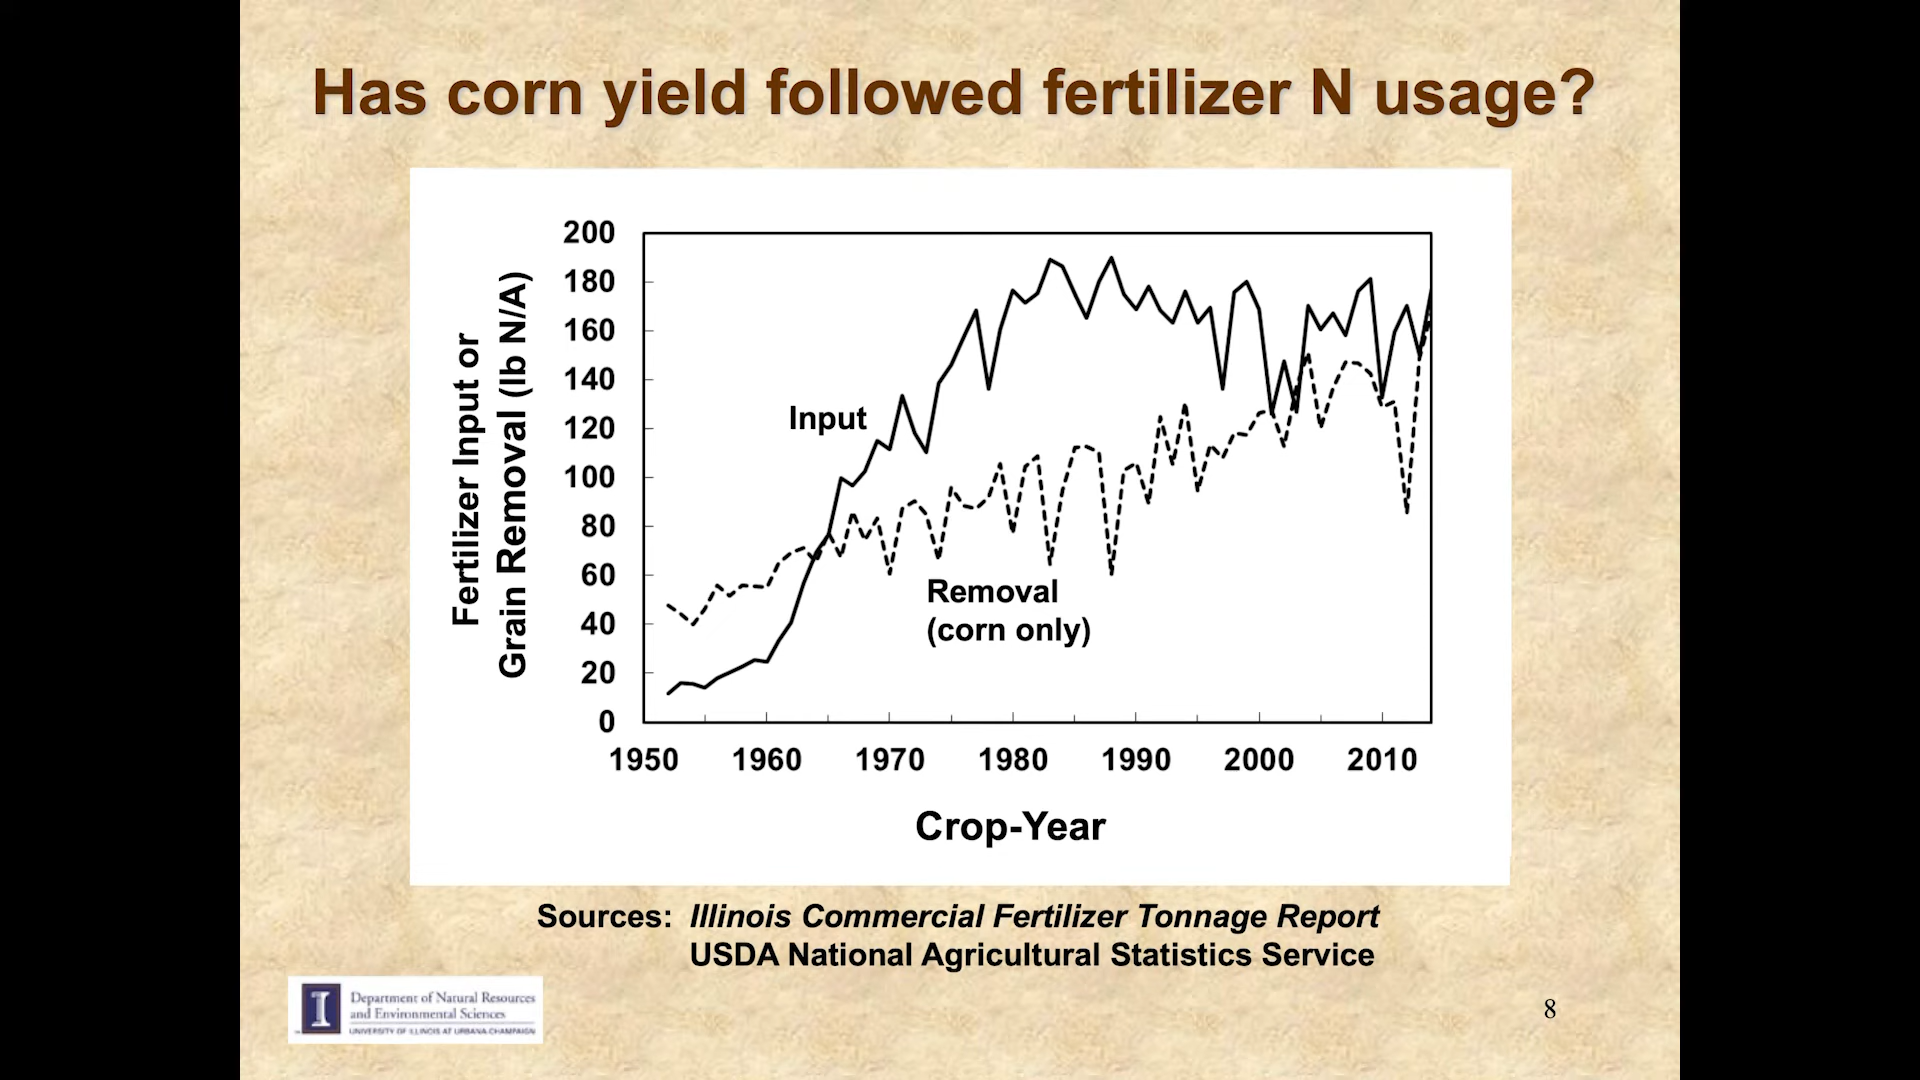 Has corn yield followed fertilizer N usage?
Fertilizer Input or
Grain Removal (lb N/A)
200
180
160
140
120
100
80
60
40
20
0
Input
Removal
(corn only)
1950 1960 1970 1980 1990 2000 2010
Crop-Year
Sources: Illinois Commercial Fertilizer Tonnage Report
USDA National Agricultural Statistics Service
I
Department of Natural Resources
and Environmental Sciences
UNIVERSITY OF ILLINOIS AT URBANA-CHAMPAIGN
8